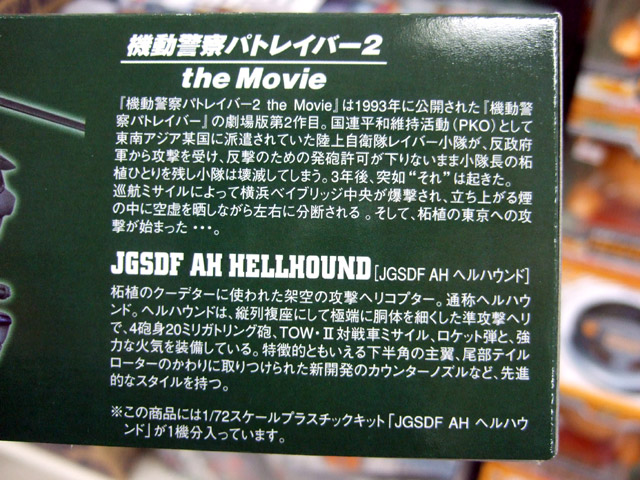 機動警察パトレイバー2
the Movie
『機動警察パトレイバー2 the Movie』は1993年に公開された『機動警
察パトレイバー』の劇場版第2作目。国連平和維持活動(PKO)として
東南アジア某国に派遣されていた陸上自衛隊レイバー小隊が、反政府
軍から攻撃を受け、反撃のための発砲許可が下りないまま小隊長の柘
植ひとりを残し小隊は壊滅してしまう。3年後、突如“それ”は起きた。
巡航ミサイルによって横浜ベイブリッジ中央が爆撃され、立ち上がる煙
の中に空虚を晒しながら左右に分断される。そして、柘植の東京への攻
撃が始まった・・・。
JGSDF AH HELLHOUND [JGSDF AH ヘルハウンド]
柘植のクーデターに使われた架空の攻撃ヘリコプター。通称ヘルハウ
ンド。ヘルハウンドは、縦列複座にして極端に胴体を細くした準攻撃ヘリ
で、4砲身20ミリガトリング砲、TOW・Ⅱ対戦車ミサイル、ロケット弾と、強
力な火気を装備している。特徴的ともいえる下半角の主翼、尾部テイル
ローターのかわりに取りつけられた新開発のカウンターノズルなど、先進
的なスタイルを持つ。
※この商品には1/72スケールプラスチックキット「JGSDF AH ヘルハウ
ンド」が1機分入っています。